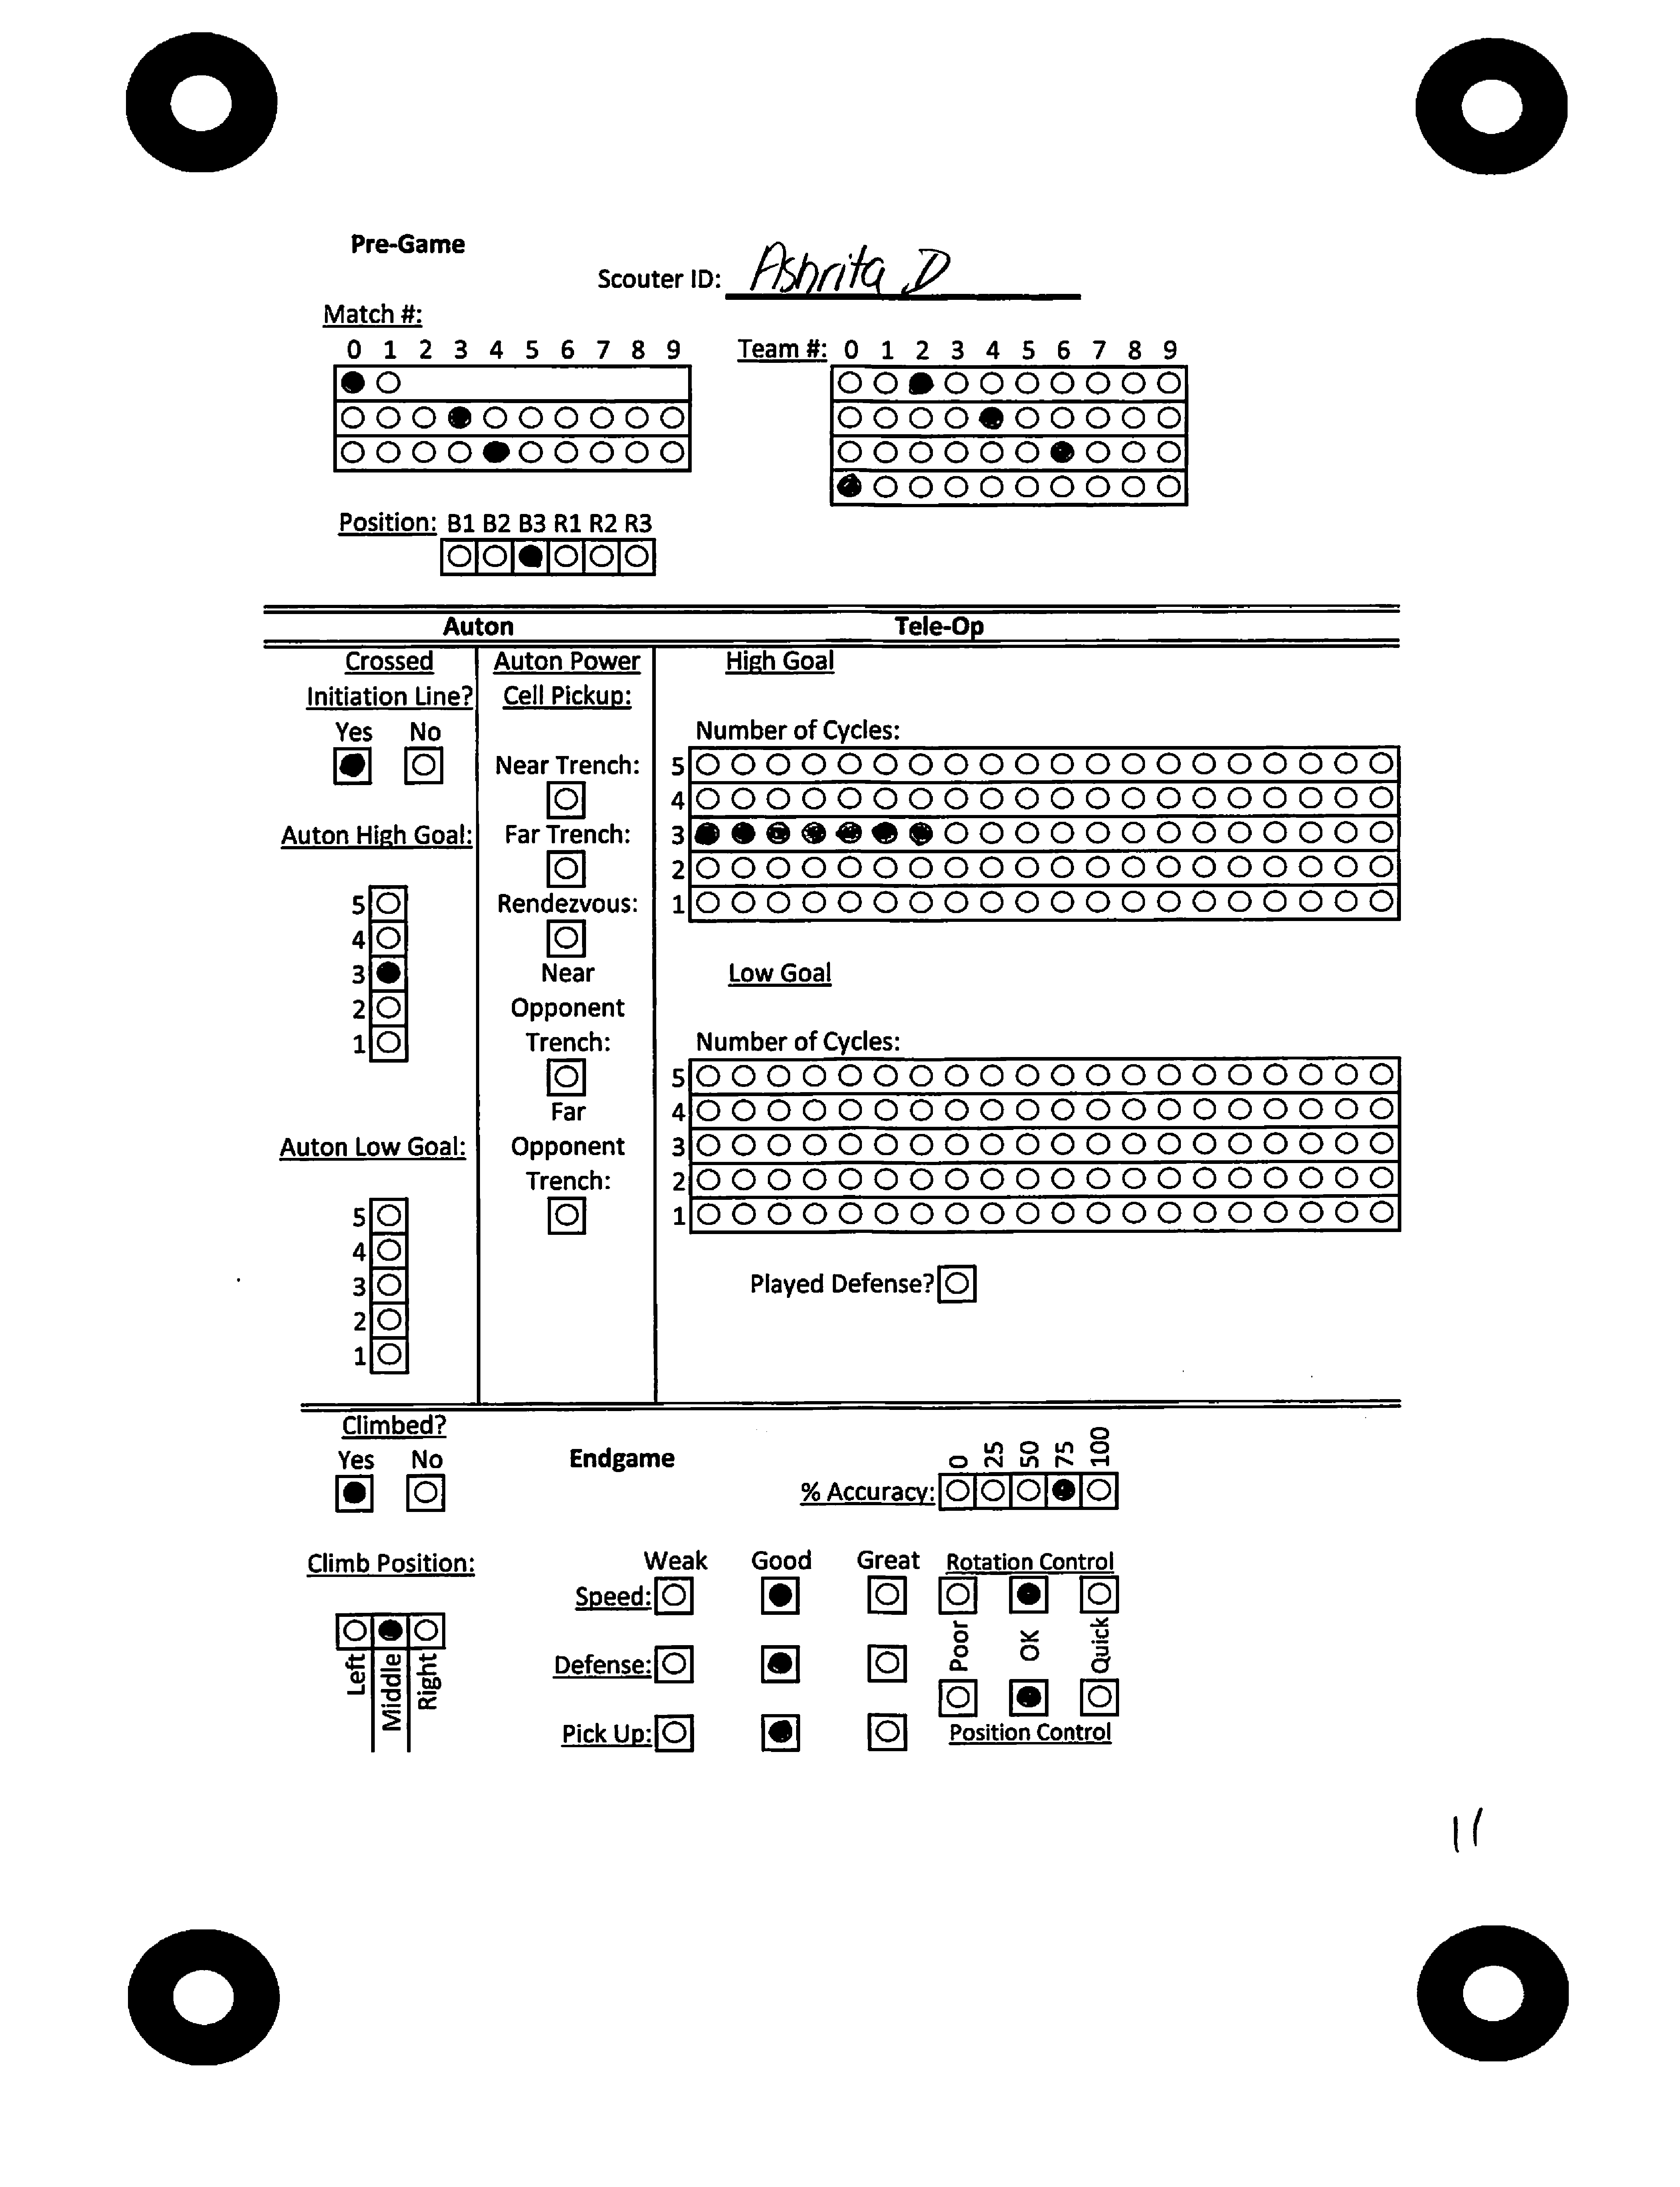 Pre-Game
Scouter ID: Ashrita D
Match #:
0 1 2 3 4 5 6 7 8 9
Team #: 0 1 2 3 4 5 6 7 8 9
Position: B1 B2 B3 R1 R2 R3
Auton
Tele-Op
Crossed
Initiation Line?
Yes No
Auton High Goal:
5
4
3
2
1
Auton Low Goal:
5
4
3
2
1
Auton Power
Cell Pickup:
Near Trench:
Far Trench:
Rendezvous:
Near
Opponent
Trench:
Far
Opponent
Trench:
High Goal
Number of Cycles:
5
4
3
2
1
Low Goal
Number of Cycles:
5
4
3
2
1
Played Defense?
Climbed?
Yes No
Climb Position:
Left
Middle
Right
Endgame
% Accuracy: 0 25 50 75 100
Weak Good Great
Speed:
Defense:
Pick Up:
Rotation Control
Poor
OK
Quick
Position Control
11